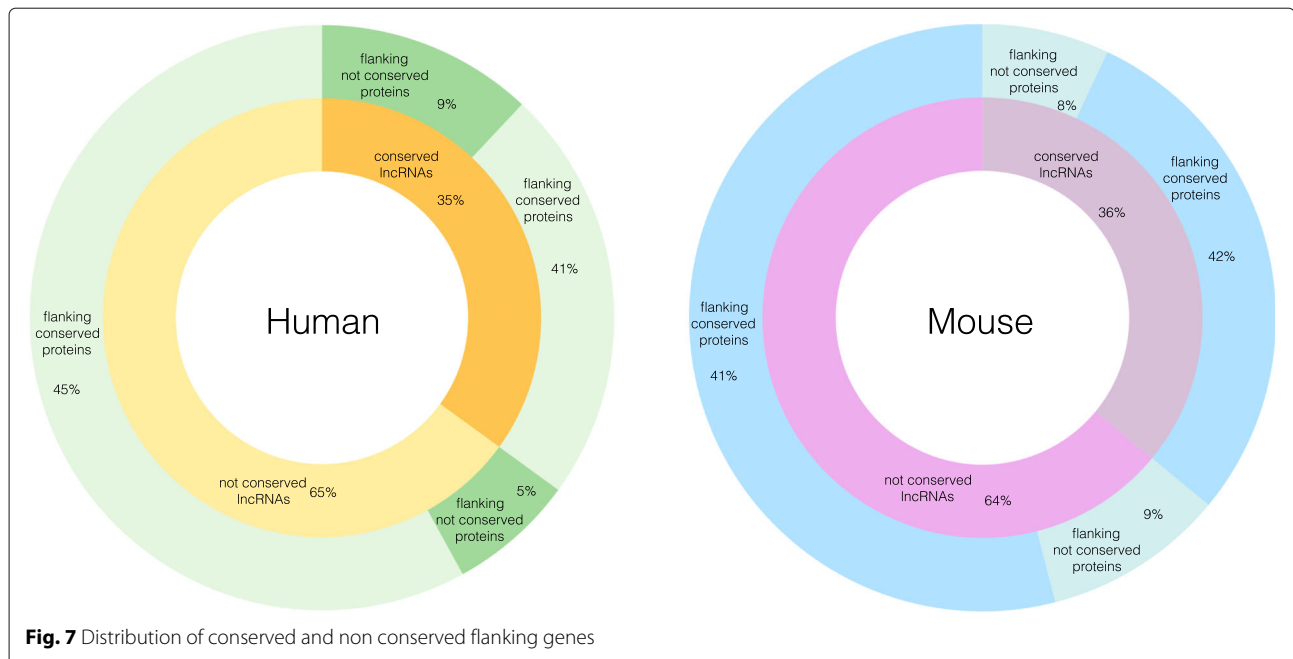 flanking
not conserved
proteins
9%
conserved
lncRNAs
35%
flanking
conserved
proteins
41%
Human
flanking
conserved
proteins
45%
not conserved
lncRNAs
65%
5%
flanking
not conserved
proteins
flanking
not conserved
proteins
8%
conserved
lncRNAs
36%
flanking
conserved
proteins
42%
Mouse
flanking
conserved
proteins
41%
not conserved
lncRNAs
64%
9%
flanking
not conserved
proteins
Fig. 7 Distribution of conserved and non conserved flanking genes